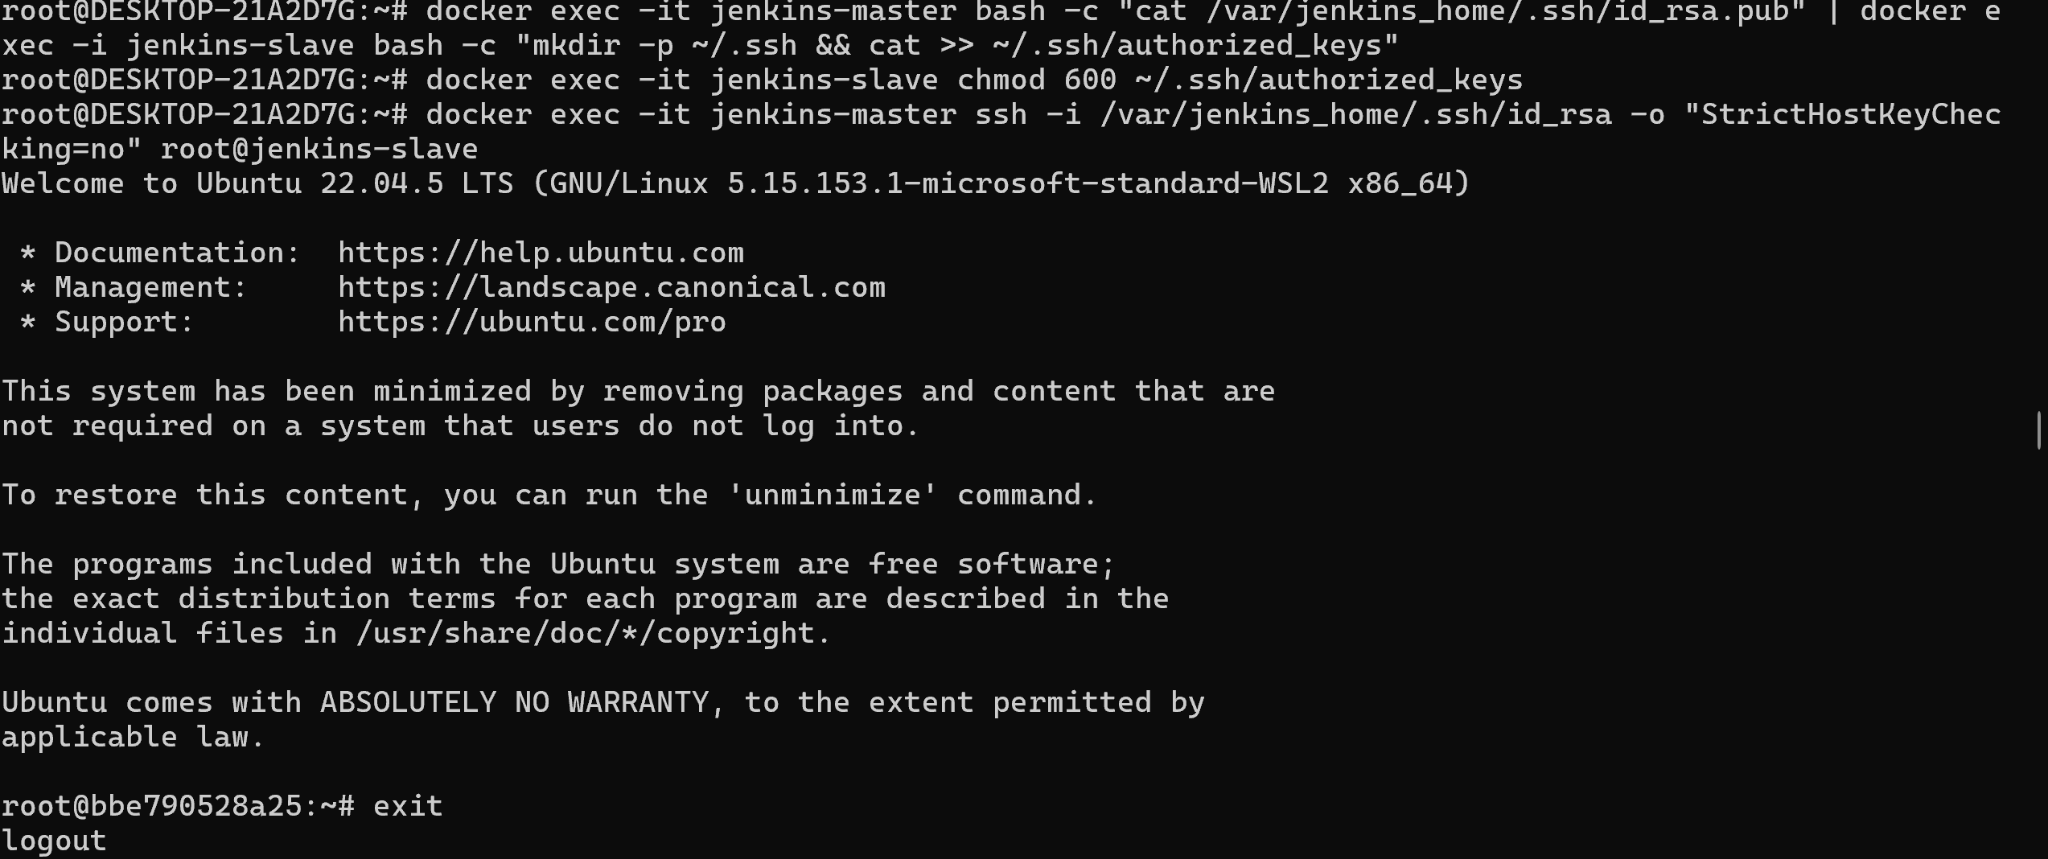 root@DESKTOP-21A2D7G:~# docker exec -it jenkins-master bash -c "cat /var/jenkins_home/.ssh/id_rsa.pub" | docker e
xec -i jenkins-slave bash -c "mkdir -p ~/.ssh && cat >> ~/.ssh/authorized_keys"
root@DESKTOP-21A2D7G:~# docker exec -it jenkins-slave chmod 600 ~/.ssh/authorized_keys
root@DESKTOP-21A2D7G:~# docker exec -it jenkins-master ssh -i /var/jenkins_home/.ssh/id_rsa -o "StrictHostKeyChec
king=no" root@jenkins-slave
Welcome to Ubuntu 22.04.5 LTS (GNU/Linux 5.15.153.1-microsoft-standard-WSL2 x86_64)
* Documentation:  https://help.ubuntu.com
* Management:     https://landscape.canonical.com
* Support:        https://ubuntu.com/pro
This system has been minimized by removing packages and content that are
not required on a system that users do not log into.
To restore this content, you can run the 'unminimize' command.
The programs included with the Ubuntu system are free software;
the exact distribution terms for each program are described in the
individual files in /usr/share/doc/*/copyright.
Ubuntu comes with ABSOLUTELY NO WARRANTY, to the extent permitted by
applicable law.
root@bbe790528a25:~# exit
logout